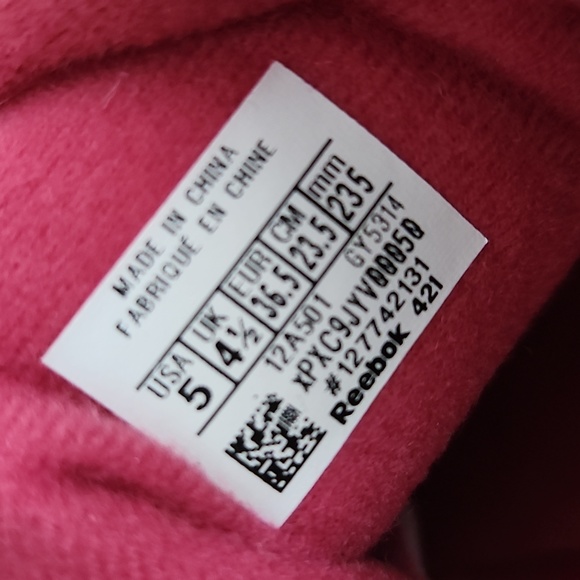 MADE IN CHINA
FABRIQUÉ EN CHINE
USA UK EUR CM mm
5 4½ 36.5 23.5 235
12A501 GY5314
xPXC9JYV00050
#127742131
Reebok 421